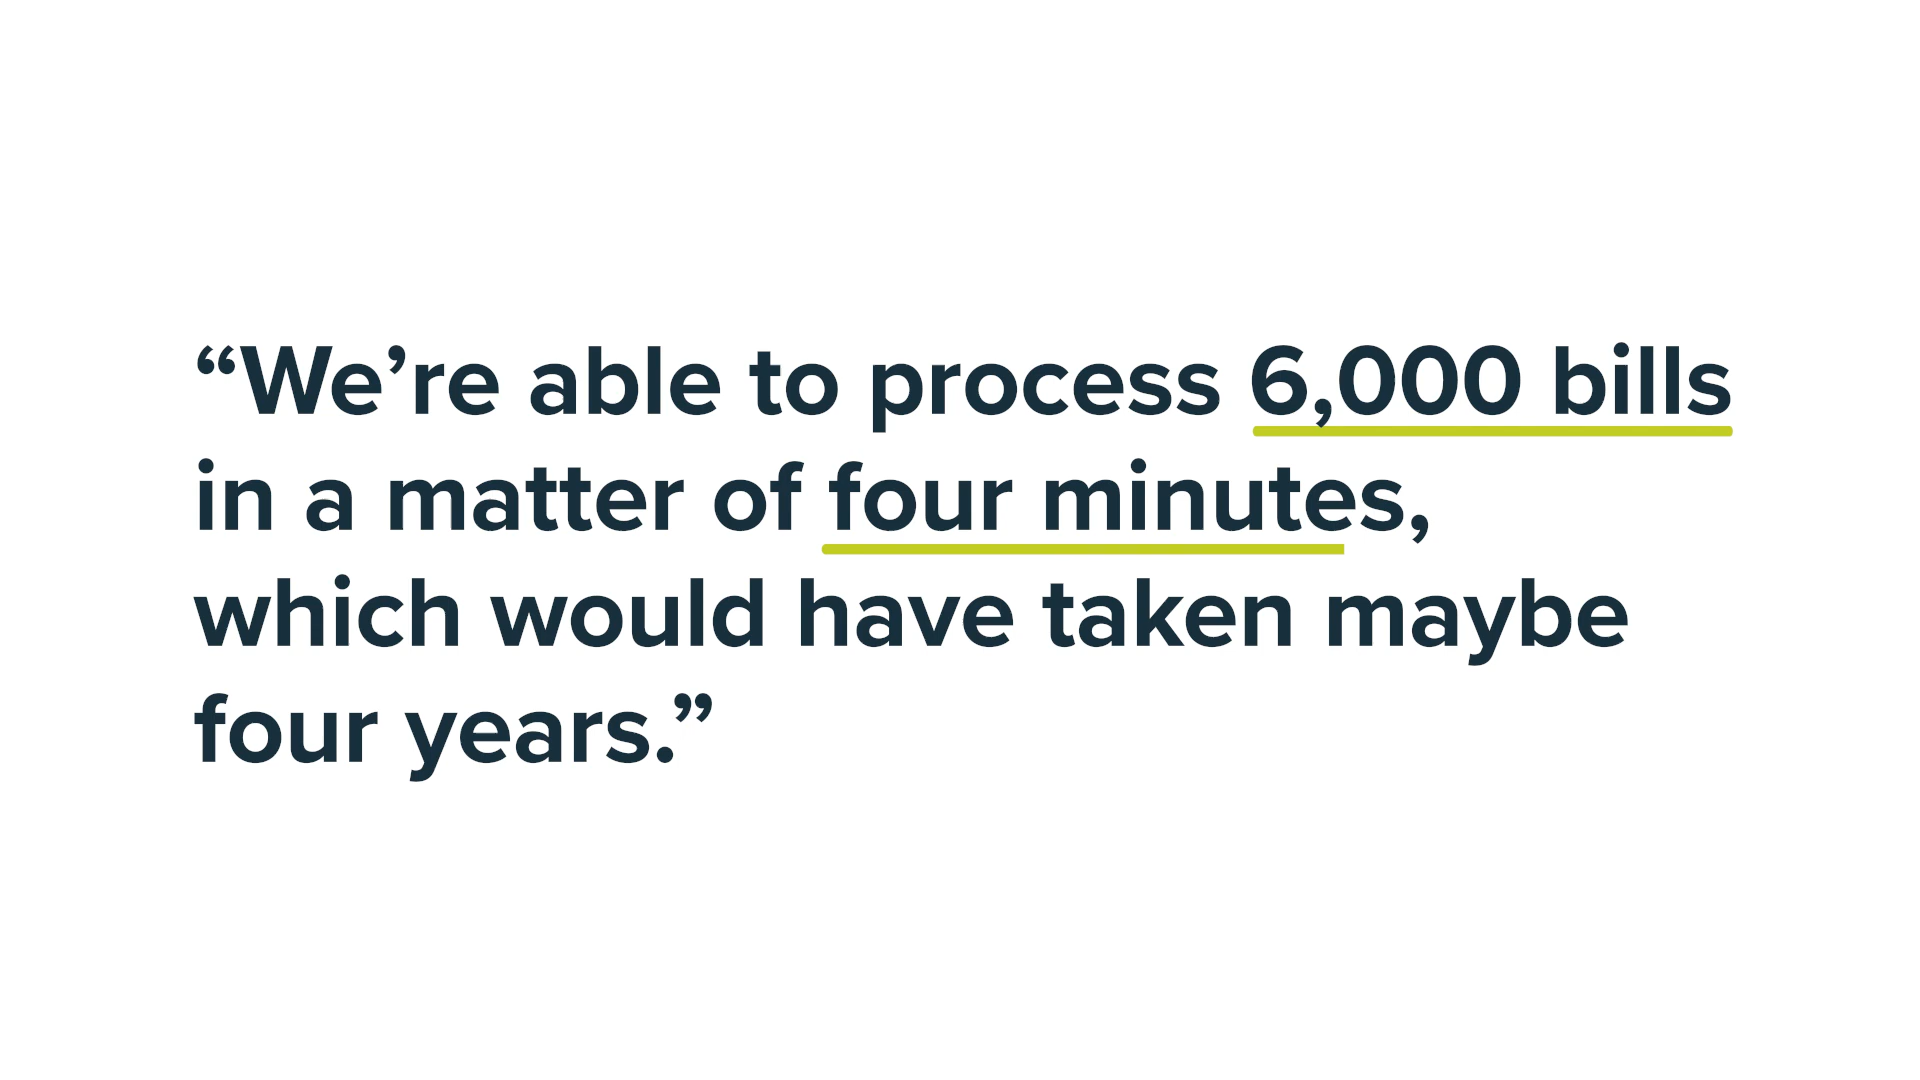 “We’re able to process 6,000 bills
in a matter of four minutes,
which would have taken maybe
four years.”